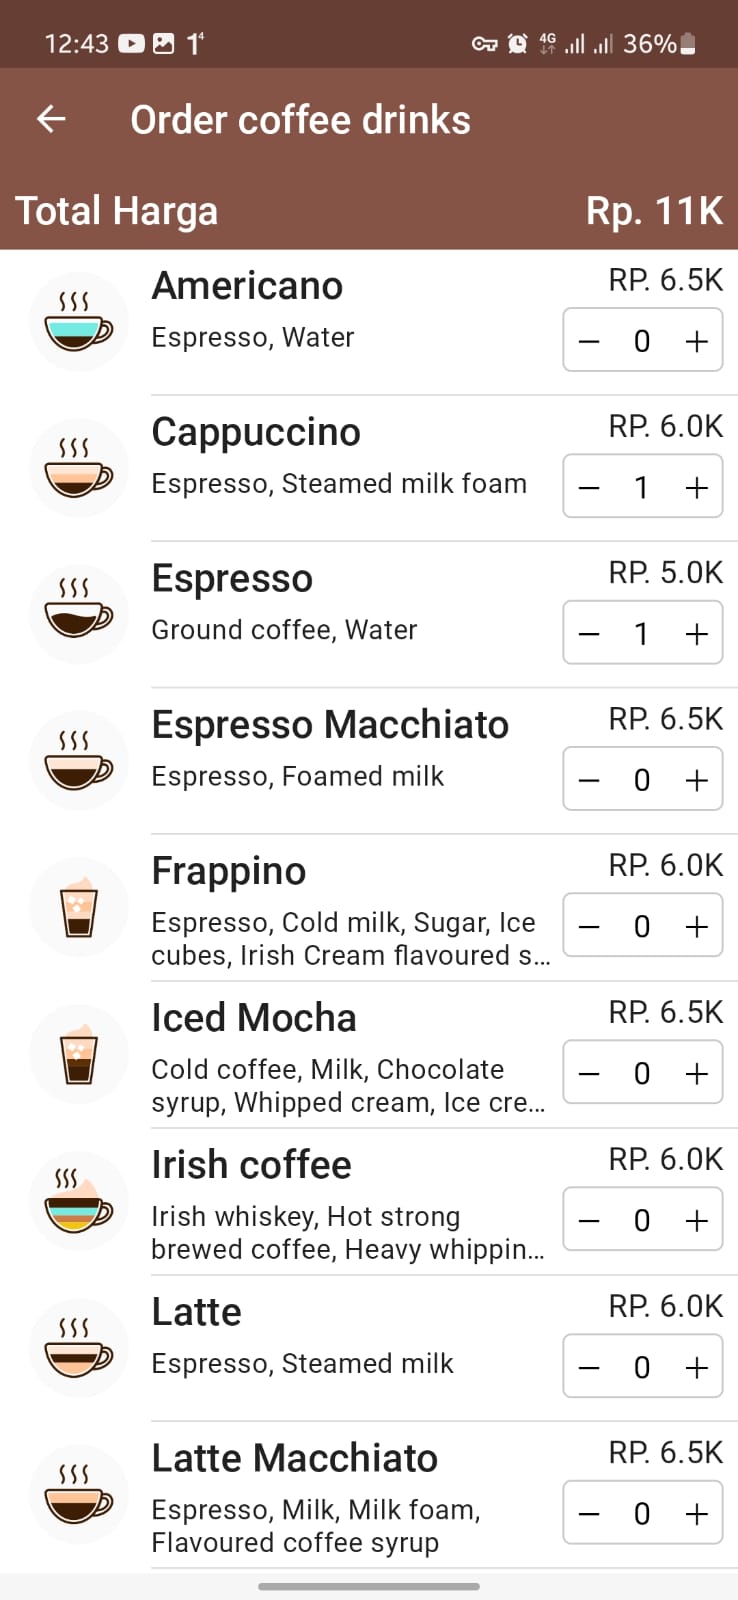 12:43 1⁴ 4G 36%
Order coffee drinks
Total Harga Rp. 11K
Americano RP. 6.5K
Espresso, Water − 0 +
Cappuccino RP. 6.0K
Espresso, Steamed milk foam − 1 +
Espresso RP. 5.0K
Ground coffee, Water − 1 +
Espresso Macchiato RP. 6.5K
Espresso, Foamed milk − 0 +
Frappino RP. 6.0K
Espresso, Cold milk, Sugar, Ice − 0 +
cubes, Irish Cream flavoured s...
Iced Mocha RP. 6.5K
Cold coffee, Milk, Chocolate − 0 +
syrup, Whipped cream, Ice cre...
Irish coffee RP. 6.0K
Irish whiskey, Hot strong − 0 +
brewed coffee, Heavy whippin...
Latte RP. 6.0K
Espresso, Steamed milk − 0 +
Latte Macchiato RP. 6.5K
Espresso, Milk, Milk foam, − 0 +
Flavoured coffee syrup